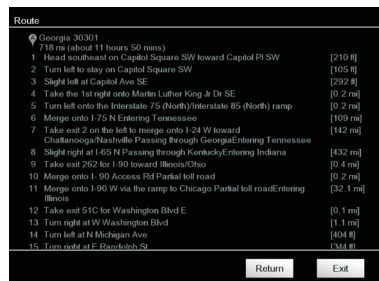 Route
A
Georgia 30301
718 mi (about 11 hours 50 mins)
1 Head southeast on Capitol Square SW toward Capitol Pl SW [210 ft]
2 Turn left to stay on Capitol Square SW [105 ft]
3 Slight left at Capitol Ave SE [292 ft]
4 Take the 1st right onto Martin Luther King Jr Dr SE [0.2 mi]
5 Turn left onto the Interstate 75 (North)/Interstate 85 (North) ramp [0.2 mi]
6 Merge onto I-75 N Entering Tennessee [109 mi]
7 Take exit 2 on the left to merge onto I-24 W toward [142 mi]
Chattanooga/Nashville Passing through GeorgiaEntering Tennessee
8 Slight right at I-65 N Passing through KentuckyEntering Indiana [432 mi]
9 Take exit 262 for I-90 toward Illinois/Ohio [0.4 mi]
10 Merge onto I- 90 Access Rd Partial toll road [0.2 mi]
11 Merge onto I-90 W via the ramp to Chicago Partial toll roadEntering [32.1 mi]
Illinois
12 Take exit 51C for Washington Blvd E [0.1 mi]
13 Turn right at W Washington Blvd [1.1 mi]
14 Turn left at N Michigan Ave [404 ft]
15 Turn right at E Randolph St [344 ft]
Return Exit